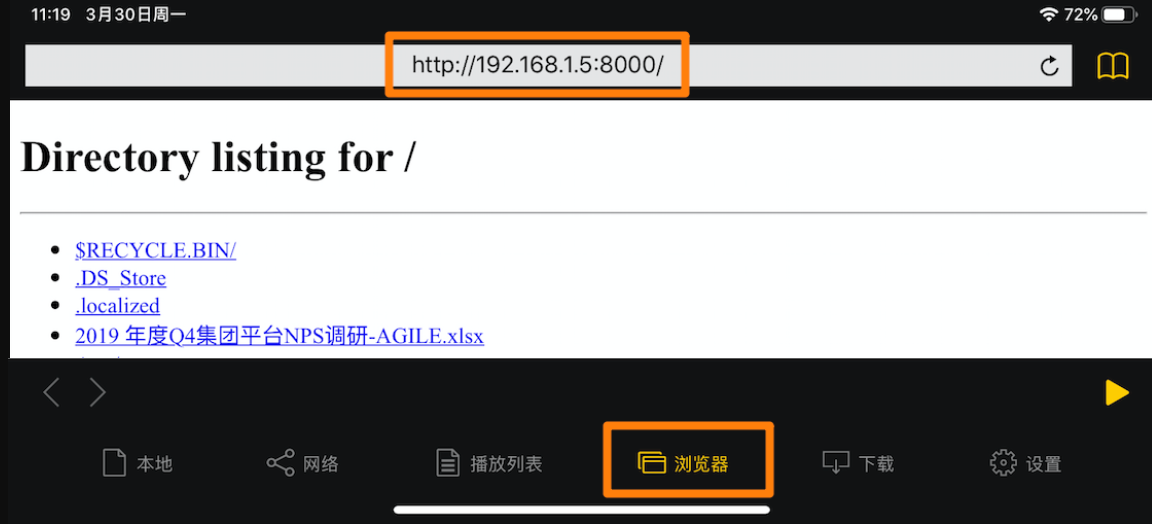 11:19 3月30日周一 72%
http://192.168.1.5:8000/
Directory listing for /
$RECYCLE.BIN/
.DS_Store
.localized
2019 年度Q4集团平台NPS调研-AGILE.xlsx
本地 网络 播放列表 浏览器 下载 设置